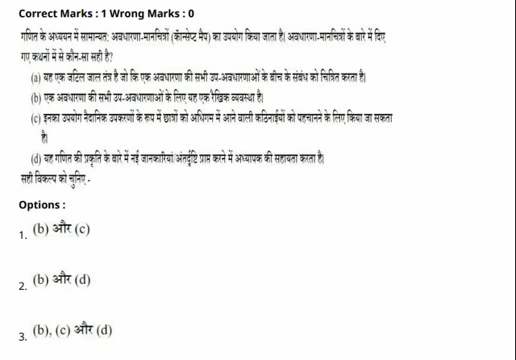 Correct Marks : 1 Wrong Marks : 0
गणित के अध्ययन में सामान्यत: अवधारणा-मानचित्रों (कॉन्सेप्ट मैप) का उपयोग किया जाता है। अवधारणा-मानचित्रों के बारे में दिए
गए कथनों में से कौन-सा सही है?
(a) यह एक जटिल जाल तंत्र है जो कि एक अवधारणा की सभी उप-अवधारणाओं के बीच के संबंध को चित्रित करता है।
(b) एक अवधारणा की सभी उप-अवधारणाओं के लिए यह एक रैखिक व्यवस्था है।
(c) इनका उपयोग नैदानिक उपकरणों के रूप में छात्रों को अधिगम में आने वाली कठिनाईयों को पहचानने के लिए किया जा सकता
है।
(d) यह गणित की प्रकृति के बारे में नई जानकारियां अंतर्दृष्टि प्राप्त करने में अध्यापक की सहायता करता है।
सही विकल्प को चुनिए -
Options :
1. (b) और (c)
2. (b) और (d)
3. (b), (c) और (d)